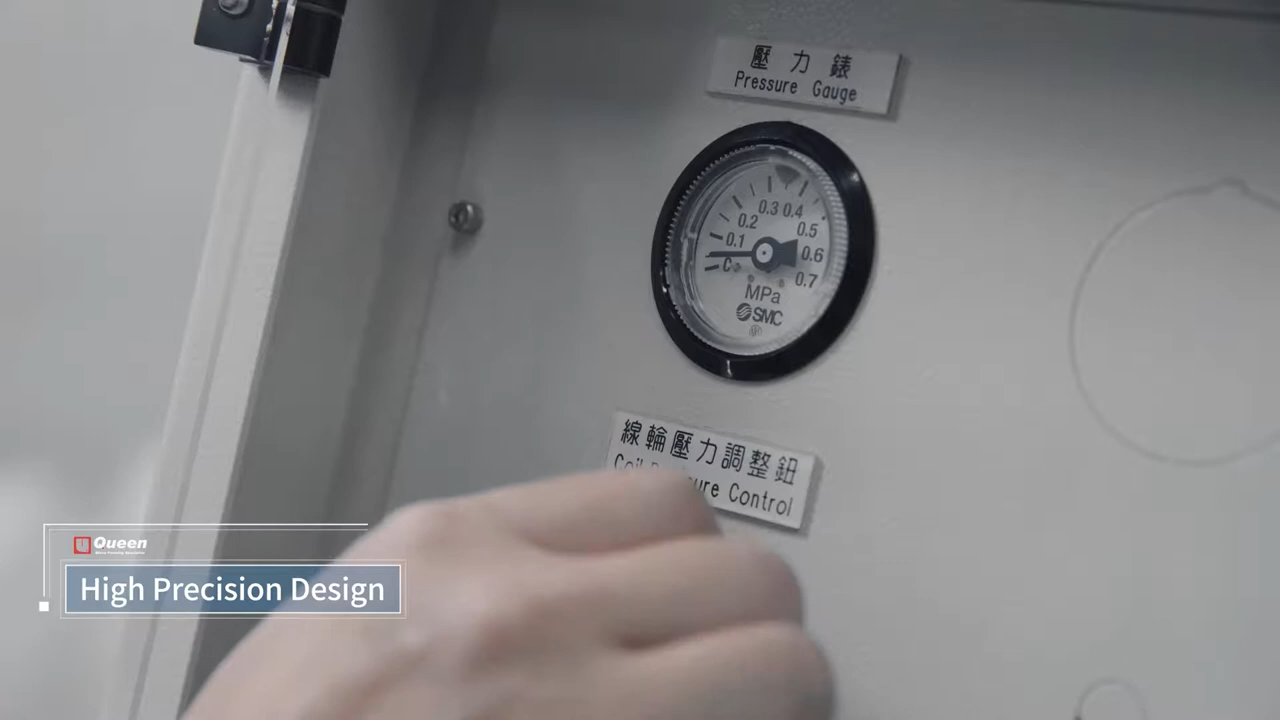 壓力錶
Pressure Gauge
0.3 0.4
0.2
0.5
0.1
0.6
0.7
MPa
SMC
線輪壓力調整鈕
Control
Queen
High Precision Design